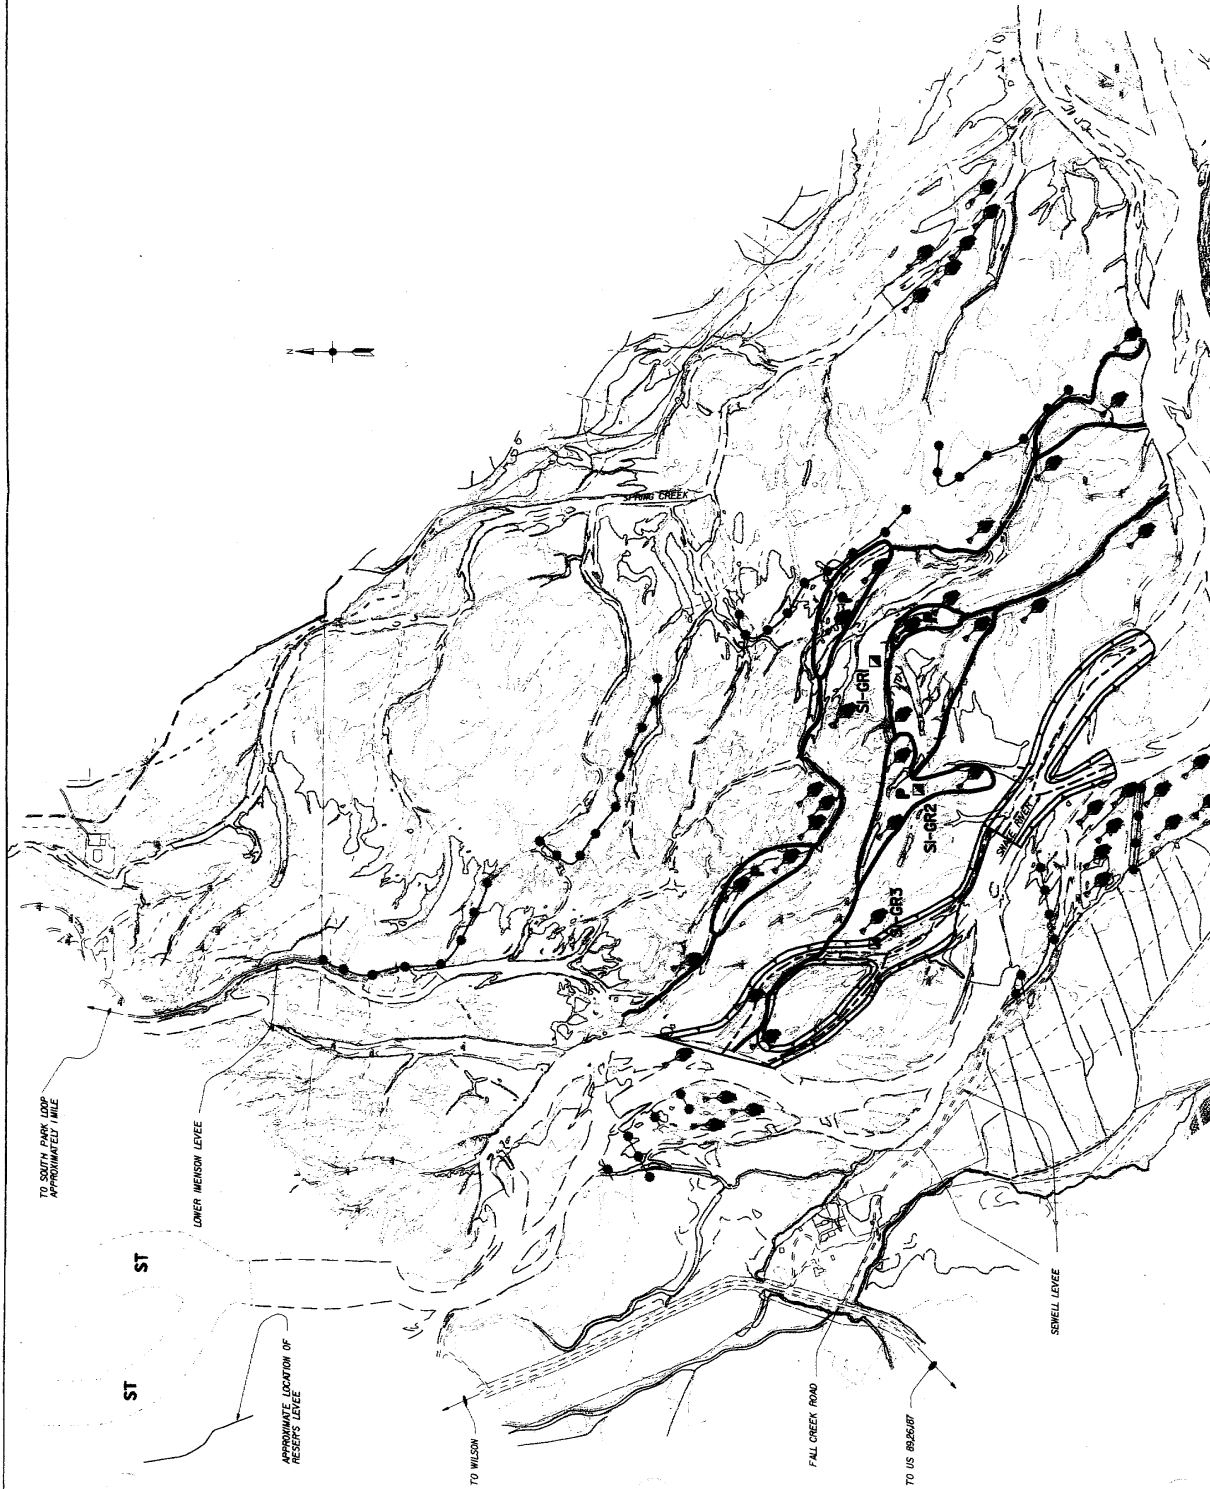 TO SOUTH PARK LOOP
APPROXIMATELY 1 MILE
LOWER IMENSON LEVEE
ST
ST
APPROXIMATE LOCATION OF
RESER'S LEVEE
TO WILSON
FALL CREEK ROAD
TO US 89,26,187
SEWELL LEVEE
N
SPRING CREEK
SI-GR1
SI-GR2
SI-GR3
SNAKE RIVER